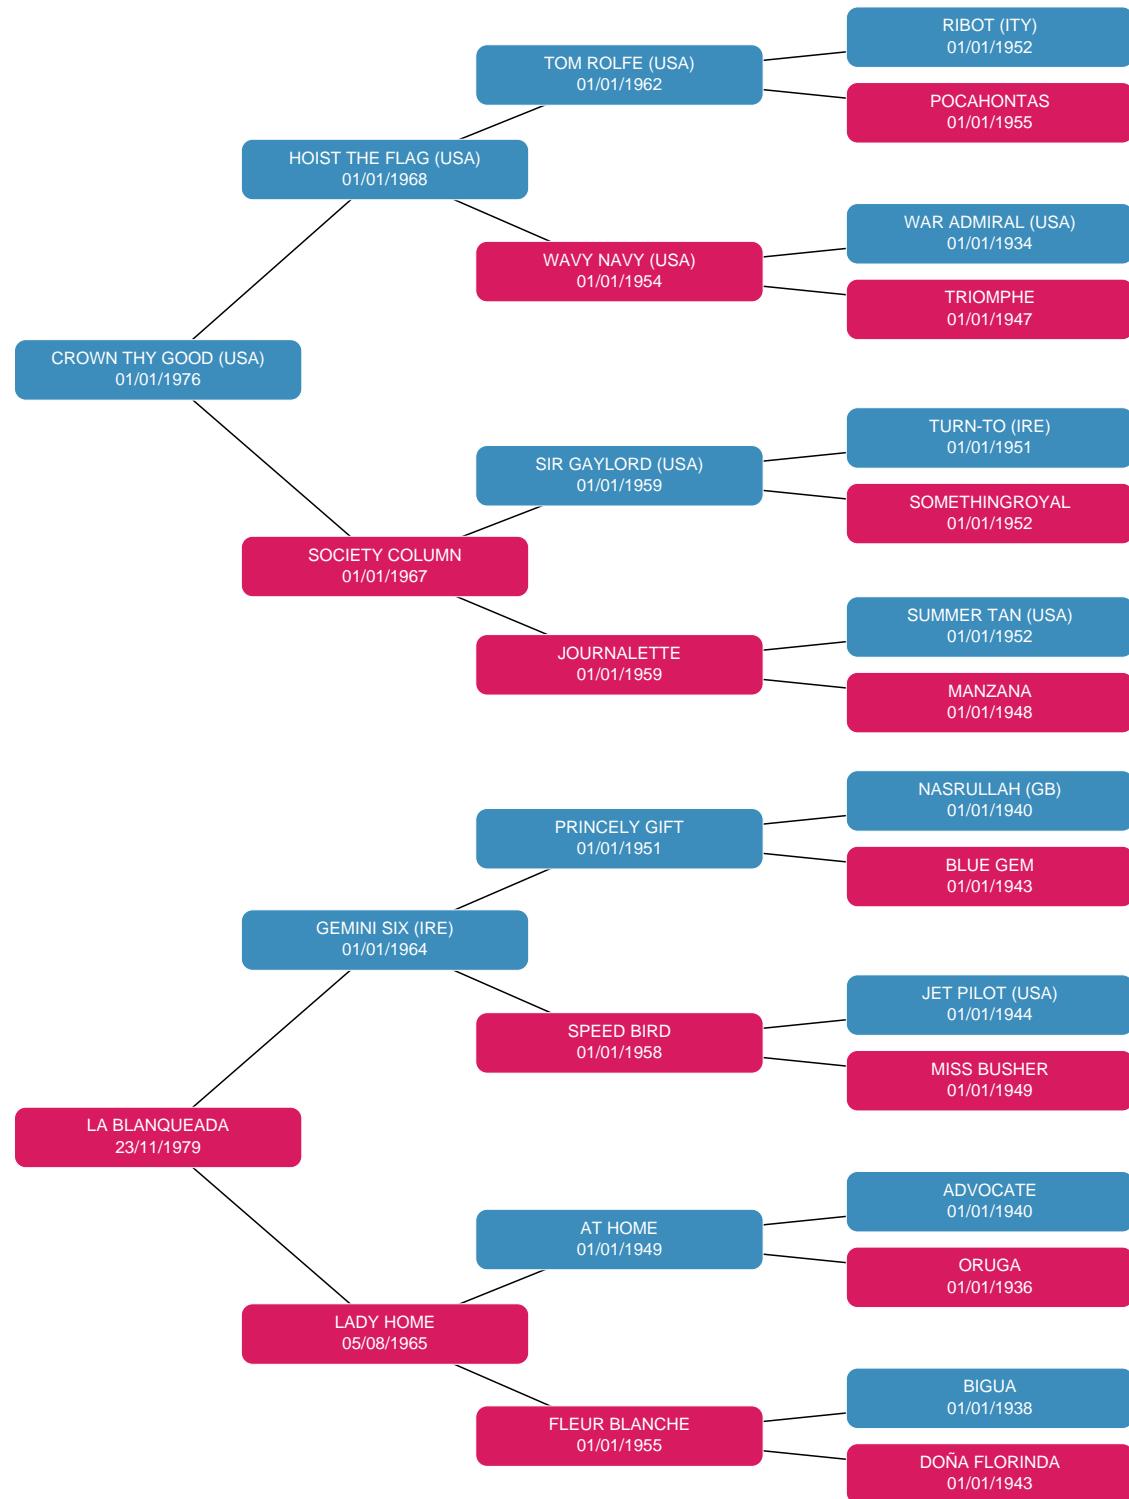 RIBOT (ITY)
01/01/1952
TOM ROLFE (USA)
01/01/1962
POCAHONTAS
01/01/1955
HOIST THE FLAG (USA)
01/01/1968
WAR ADMIRAL (USA)
01/01/1934
WAVY NAVY (USA)
01/01/1954
TRIOMPHE
01/01/1947
CROWN THY GOOD (USA)
01/01/1976
TURN-TO (IRE)
01/01/1951
SIR GAYLORD (USA)
01/01/1959
SOMETHINGROYAL
01/01/1952
SOCIETY COLUMN
01/01/1967
SUMMER TAN (USA)
01/01/1952
JOURNALETTE
01/01/1959
MANZANA
01/01/1948
NASRULLAH (GB)
01/01/1940
PRINCELY GIFT
01/01/1951
BLUE GEM
01/01/1943
GEMINI SIX (IRE)
01/01/1964
JET PILOT (USA)
01/01/1944
SPEED BIRD
01/01/1958
MISS BUSHER
01/01/1949
LA BLANQUEADA
23/11/1979
ADVOCATE
01/01/1940
AT HOME
01/01/1949
ORUGA
01/01/1936
LADY HOME
05/08/1965
BIGUA
01/01/1938
FLEUR BLANCHE
01/01/1955
DOÑA FLORINDA
01/01/1943